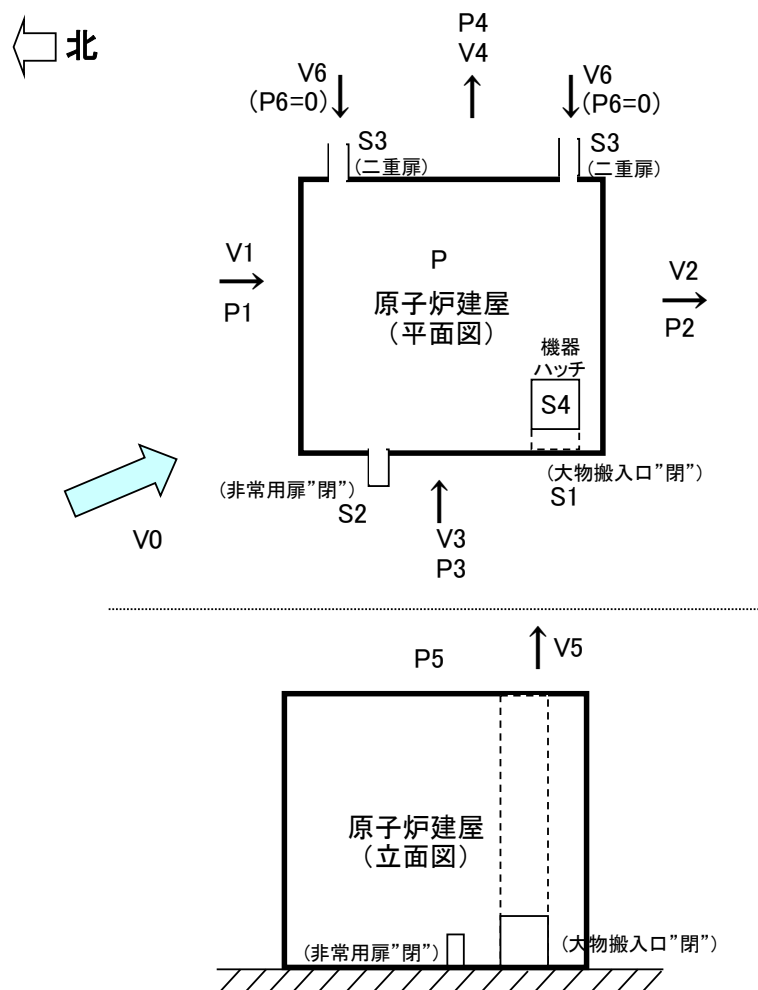 北
P4
V4
V6
(P6=0)
V6
(P6=0)
S3
(二重扉)
S3
(二重扉)
V1
P1
P
原子炉建屋
(平面図)
V2
P2
機器
ハッチ
S4
(非常用扉”閉”)
S2
(大物搬入口”閉”)
S1
V0
V3
P3
P5
V5
原子炉建屋
(立面図)
(非常用扉”閉”)
(大物搬入口”閉”)